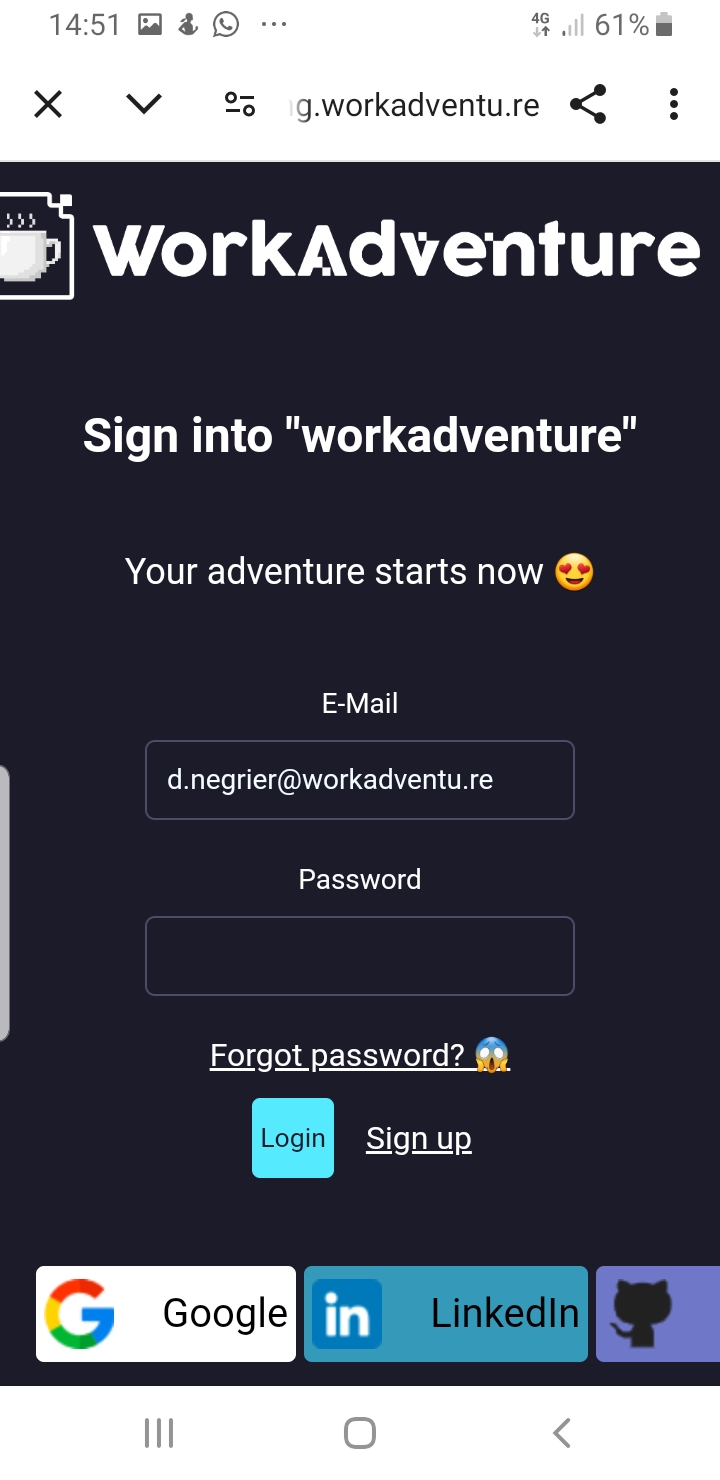 14:51 4G 61%
g.workadventu.re
WorkAdventure
Sign into "workadventure"
Your adventure starts now 😍
E-Mail
d.negrier@workadventu.re
Password
Forgot password? 😱
Login Sign up
Google in LinkedIn